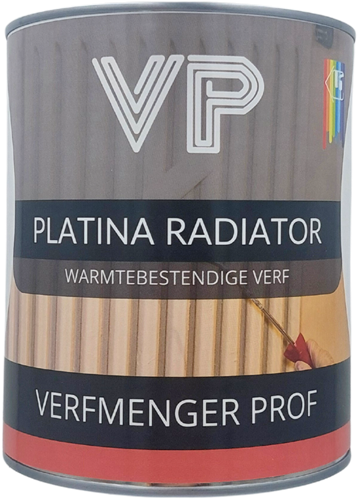 VP
PLATINA RADIATOR
WARMTEBESTENDIGE VERF
VERFMENGER PROF